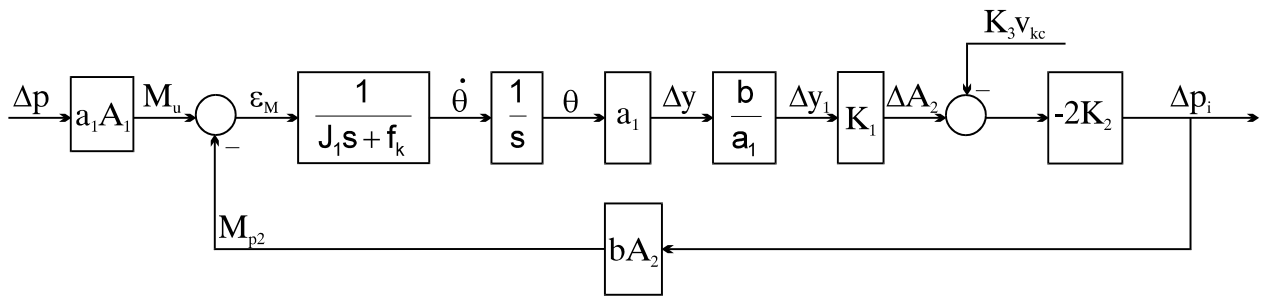 K₃v_kc
Δp a₁A₁ M_u ε_M 1 / (J₁s + f_k) θ̇ 1/s θ a₁ Δy b/a₁ Δy₁ K₁ ΔA₂ − -2K₂ Δp_i
−
M_p2 bA₂